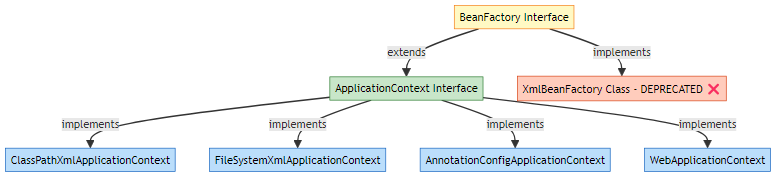 BeanFactory Interface
extends
implements
ApplicationContext Interface
XmlBeanFactory Class - DEPRECATED ❌
implements
implements
implements
implements
ClassPathXmlApplicationContext
FileSystemXmlApplicationContext
AnnotationConfigApplicationContext
WebApplicationContext